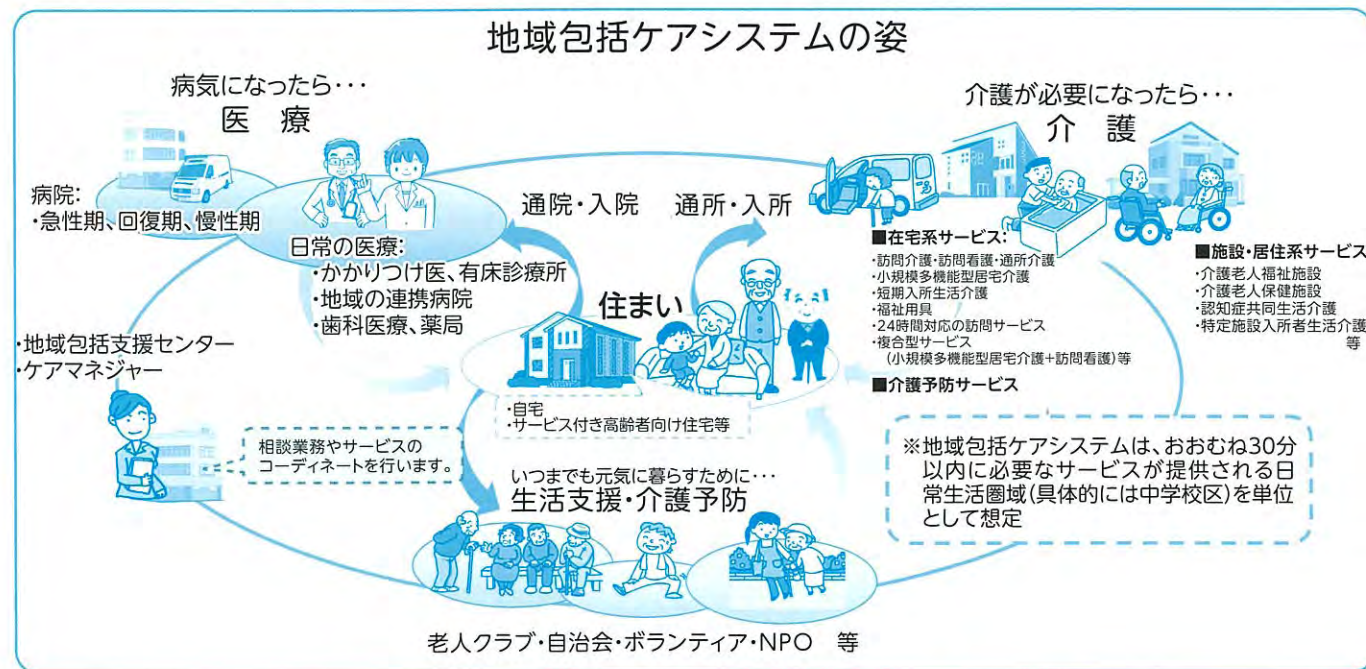 地域包括ケアシステムの姿
病気になったら･･･
医 療
病院:
･急性期、回復期、慢性期
日常の医療:
･かかりつけ医、有床診療所
･地域の連携病院
･歯科医療、薬局
通院・入院
通所・入所
介護が必要になったら･･･
介 護
■在宅系サービス:
･訪問介護･訪問看護･通所介護
･小規模多機能型居宅介護
･短期入所生活介護
･福祉用具
･24時間対応の訪問サービス
･複合型サービス
(小規模多機能型居宅介護+訪問看護)等
■介護予防サービス
■施設・居住系サービス
･介護老人福祉施設
･介護老人保健施設
･認知症共同生活介護
･特定施設入所者生活介護
等
住まい
･自宅
･サービス付き高齢者向け住宅等
･地域包括支援センター
･ケアマネジャー
相談業務やサービスの
コーディネートを行います。
いつまでも元気に暮らすために･･･
生活支援・介護予防
老人クラブ・自治会・ボランティア・NPO 等
※地域包括ケアシステムは、おおむね30分
以内に必要なサービスが提供される日
常生活圏域(具体的には中学校区)を単位
として想定